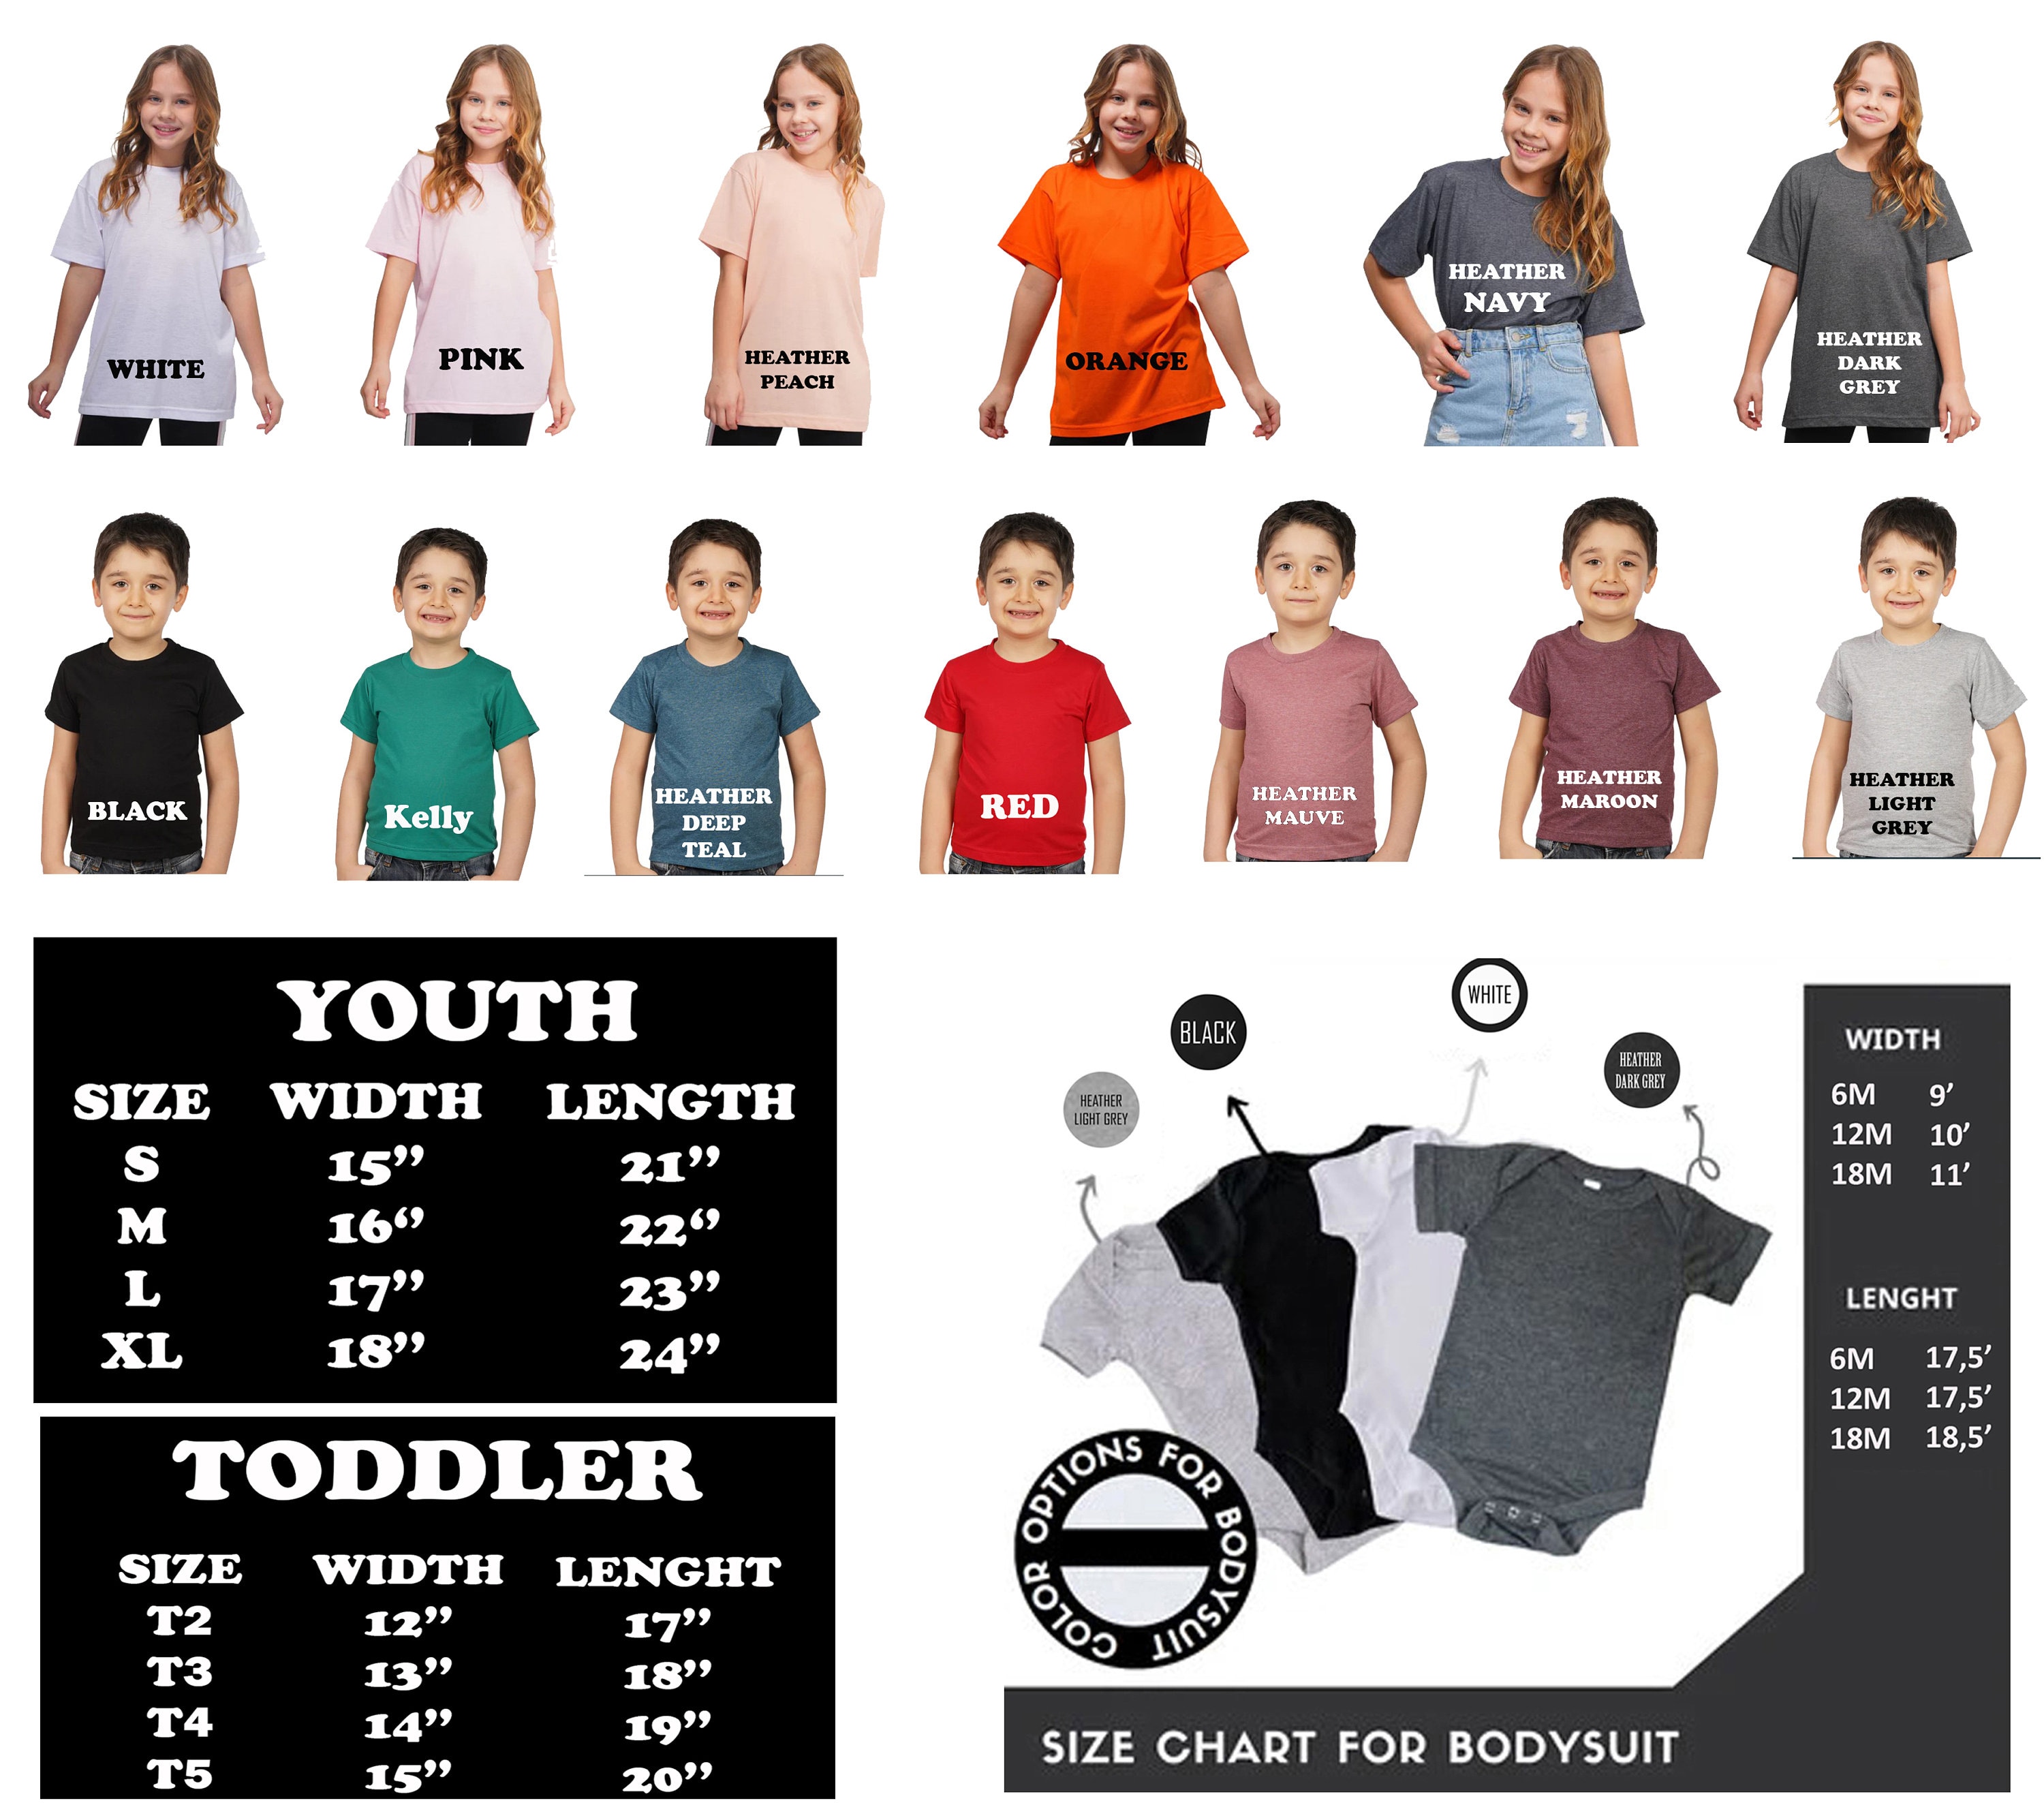 WHITE
PINK
HEATHER
PEACH
ORANGE
HEATHER
NAVY
HEATHER
DARK
GREY
BLACK
Kelly
HEATHER
DEEP
TEAL
RED
HEATHER
MAUVE
HEATHER
MAROON
HEATHER
LIGHT
GREY
YOUTH
SIZE WIDTH LENGTH
S 15” 21”
M 16“ 22“
L 17” 23”
XL 18” 24”
TODDLER
SIZE WIDTH LENGHT
T2 12” 17”
T3 13” 18”
T4 14” 19”
T5 15” 20”
HEATHER
LIGHT GREY
BLACK
WHITE
HEATHER
DARK GREY
COLOR OPTIONS FOR BODYSUIT
WIDTH
6M 9’
12M 10’
18M 11’
LENGHT
6M 17,5’
12M 17,5’
18M 18,5’
SIZE CHART FOR BODYSUIT